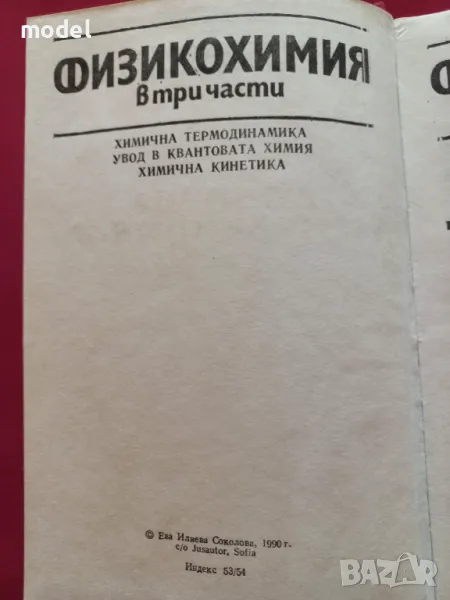 model
ФИЗИКОХИМИЯ
в три части
ХИМИЧНА ТЕРМОДИНАМИКА
УВОД В КВАНТОВАТА ХИМИЯ
ХИМИЧНА КИНЕТИКА
© Ева Илиева Соколова, 1990 г.
c/o Jusautor, Sofia
Индекс 53/54
BAZAR